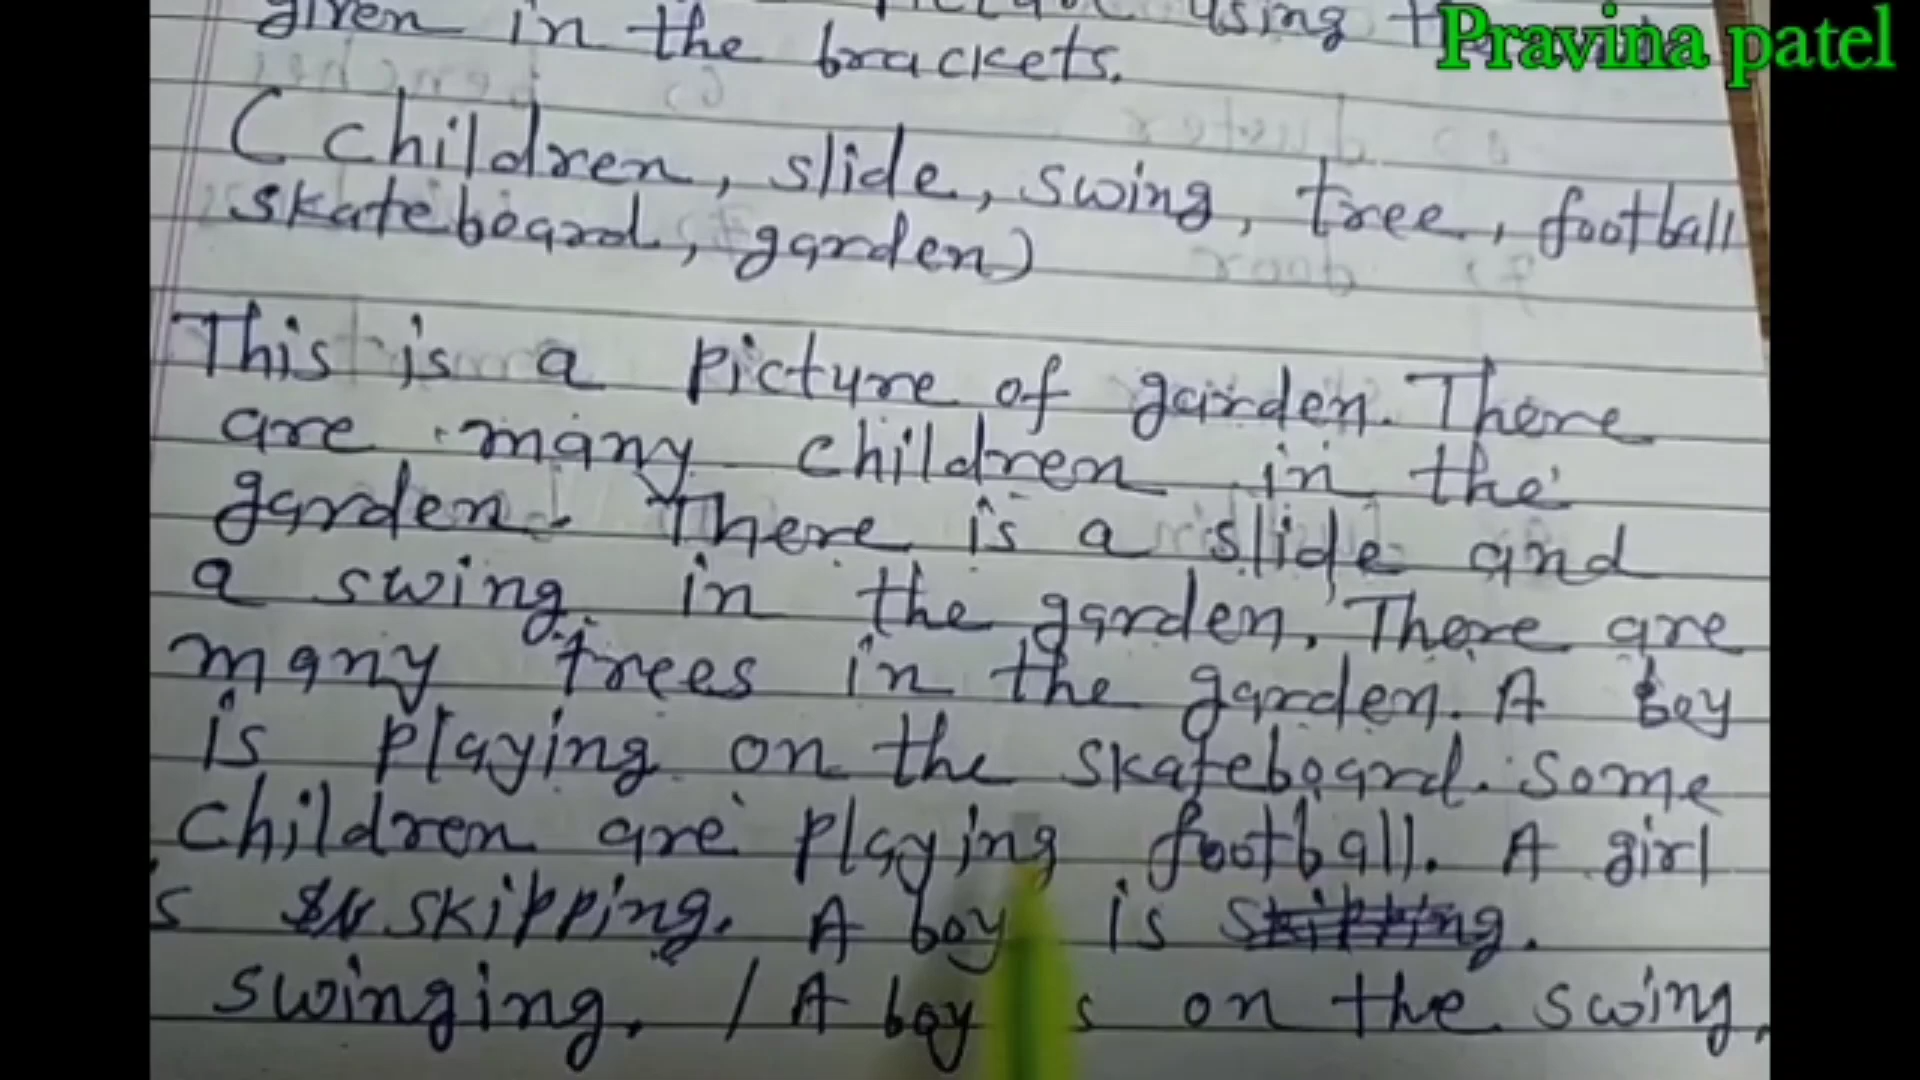 using the
Pravina patel
given in the brackets.
(children, slide, swing, tree, football
skateboard, garden)
This is a picture of garden. There
are many children in the
garden. There is a slide and
a swing in the garden. There are
many trees in the garden. A boy
is playing on the skateboard. Some
children are playing football. A girl
s skipping. A boy is skipping.
swinging. / A boy s on the swing.